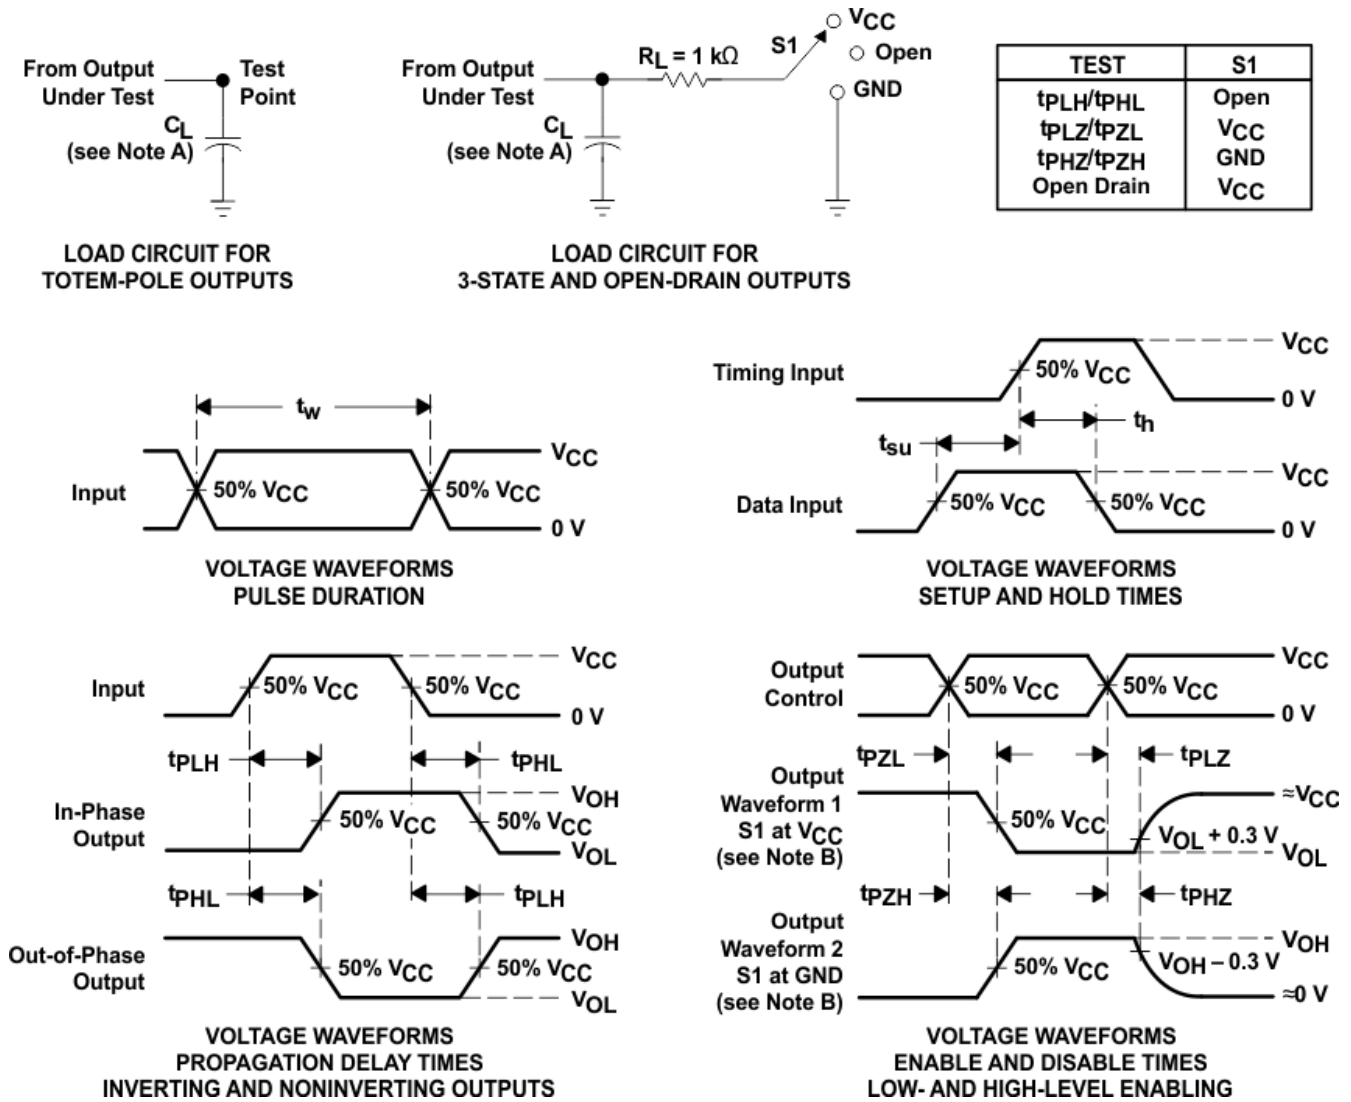 From Output
Under Test
Test
Point
CL
(see Note A)
LOAD CIRCUIT FOR
TOTEM-POLE OUTPUTS
From Output
Under Test
RL = 1 kΩ
S1
VCC
Open
GND
CL
(see Note A)
LOAD CIRCUIT FOR
3-STATE AND OPEN-DRAIN OUTPUTS
TEST S1
tPLH/tPHL Open
tPLZ/tPZL VCC
tPHZ/tPZH GND
Open Drain VCC
tw
Input
50% VCC
50% VCC
VCC
0 V
VOLTAGE WAVEFORMS
PULSE DURATION
Timing Input
50% VCC
VCC
0 V
tsu
th
Data Input
50% VCC
50% VCC
VCC
0 V
VOLTAGE WAVEFORMS
SETUP AND HOLD TIMES
Input
50% VCC
50% VCC
VCC
0 V
tPLH
tPHL
In-Phase
Output
50% VCC
50% VCC
VOH
VOL
tPHL
tPLH
Out-of-Phase
Output
50% VCC
50% VCC
VOH
VOL
VOLTAGE WAVEFORMS
PROPAGATION DELAY TIMES
INVERTING AND NONINVERTING OUTPUTS
Output
Control
50% VCC
50% VCC
VCC
0 V
tPZL
tPLZ
Output
Waveform 1
S1 at VCC
(see Note B)
50% VCC
VOL + 0.3 V
≈VCC
VOL
tPZH
tPHZ
Output
Waveform 2
S1 at GND
(see Note B)
50% VCC
VOH − 0.3 V
VOH
≈0 V
VOLTAGE WAVEFORMS
ENABLE AND DISABLE TIMES
LOW- AND HIGH-LEVEL ENABLING